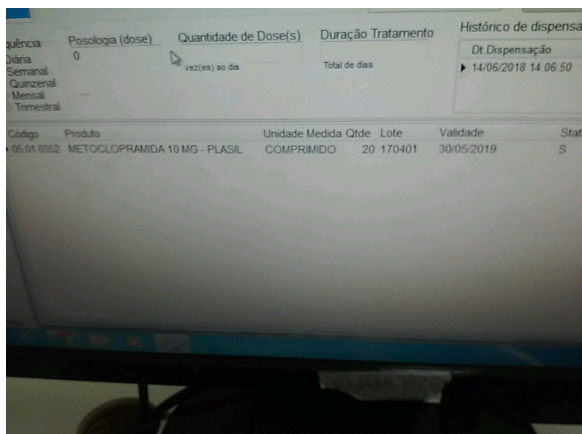 Histórico de dispensa
Posologia (dose) Quantidade de Dose(s) Duração Tratamento
quência
0
Diária
Semanal
Quinzenal
Mensal
Trimestral
vez(es) ao dia
Total de dias
Dt.Dispensação
14/06/2018 14:06:50
Código Produto Unidade Medida Qtde Lote Validade Stat
05.01.0352 METOCLOPRAMIDA 10 MG - PLASIL COMPRIMIDO 20 170401 30/05/2019 S